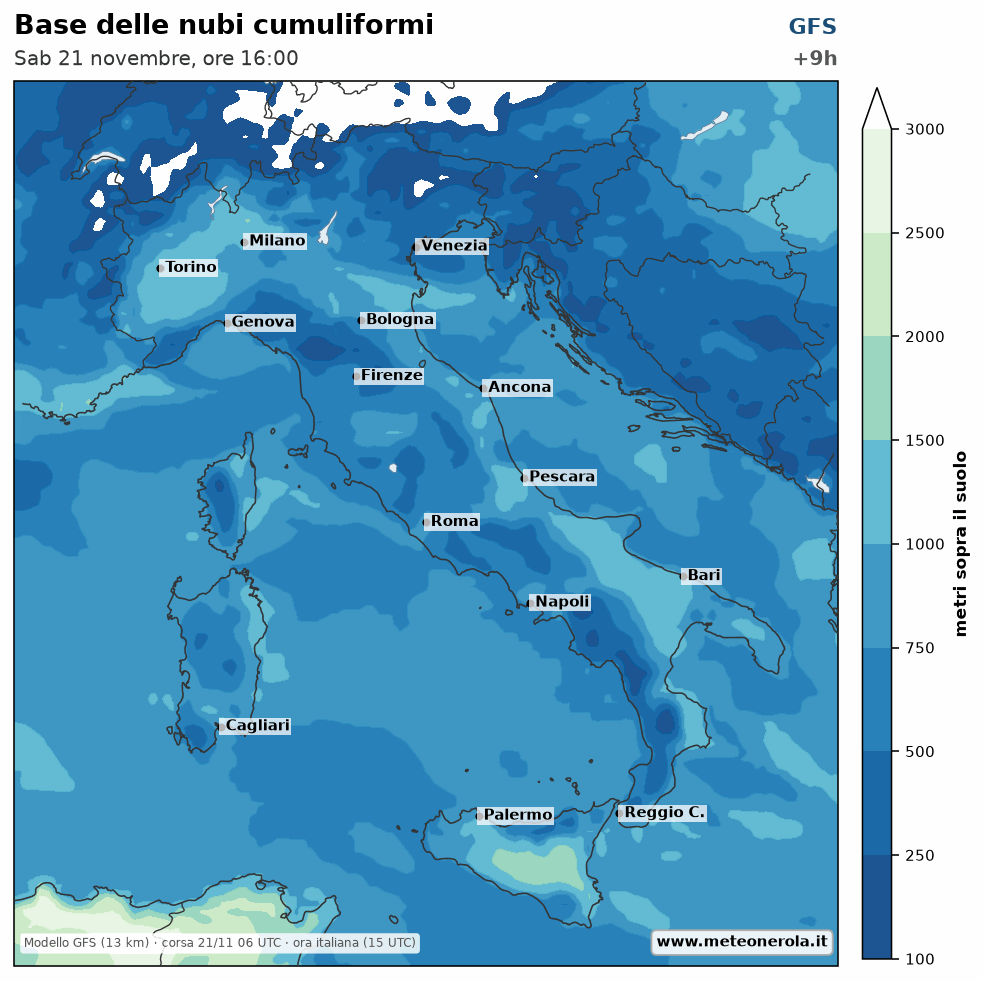 Base delle nubi cumuliformi
GFS
Sab 21 novembre, ore 16:00
+9h
3000
2500
2000
1500
1000
750
500
250
100
metri sopra il suolo
Milano
Venezia
Torino
Genova
Bologna
Firenze
Ancona
Pescara
Roma
Bari
Napoli
Cagliari
Palermo
Reggio C.
Modello GFS (13 km) · corsa 21/11 06 UTC · ora italiana (15 UTC)
www.meteonerola.it